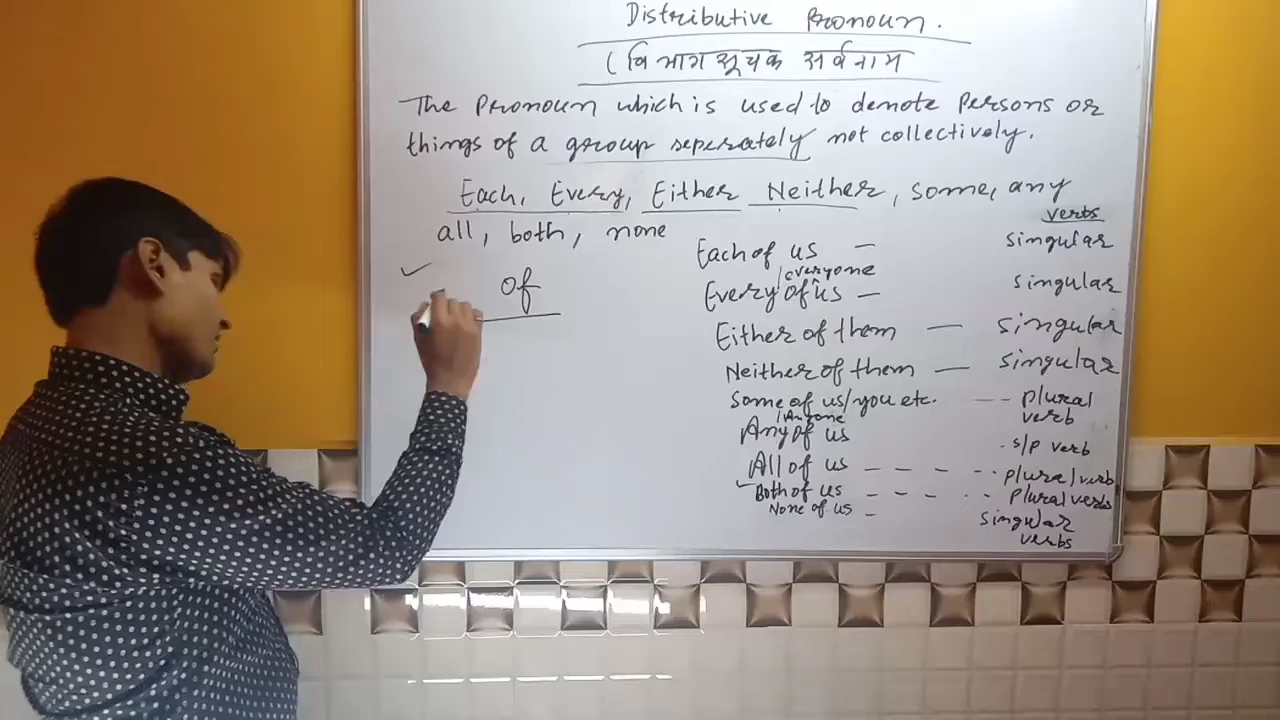 Distributive Pronoun.
( विभागसूचक सर्वनाम
The Pronoun which is used to denote Persons or
things of a group seperately not collectively.
Each, Every, Either Neither, some, any
all, both, none
of
verbs
Each of us — singular
/everyone
Every of us — singular
Either of them — singular
Neither of them — singular
Some of us/you etc. -- plural
verb
/Anyone
Any of us - s/p verb
All of us - - - - -- plural verb
Both of us - - - -- plural verbs
None of us - singular
verbs